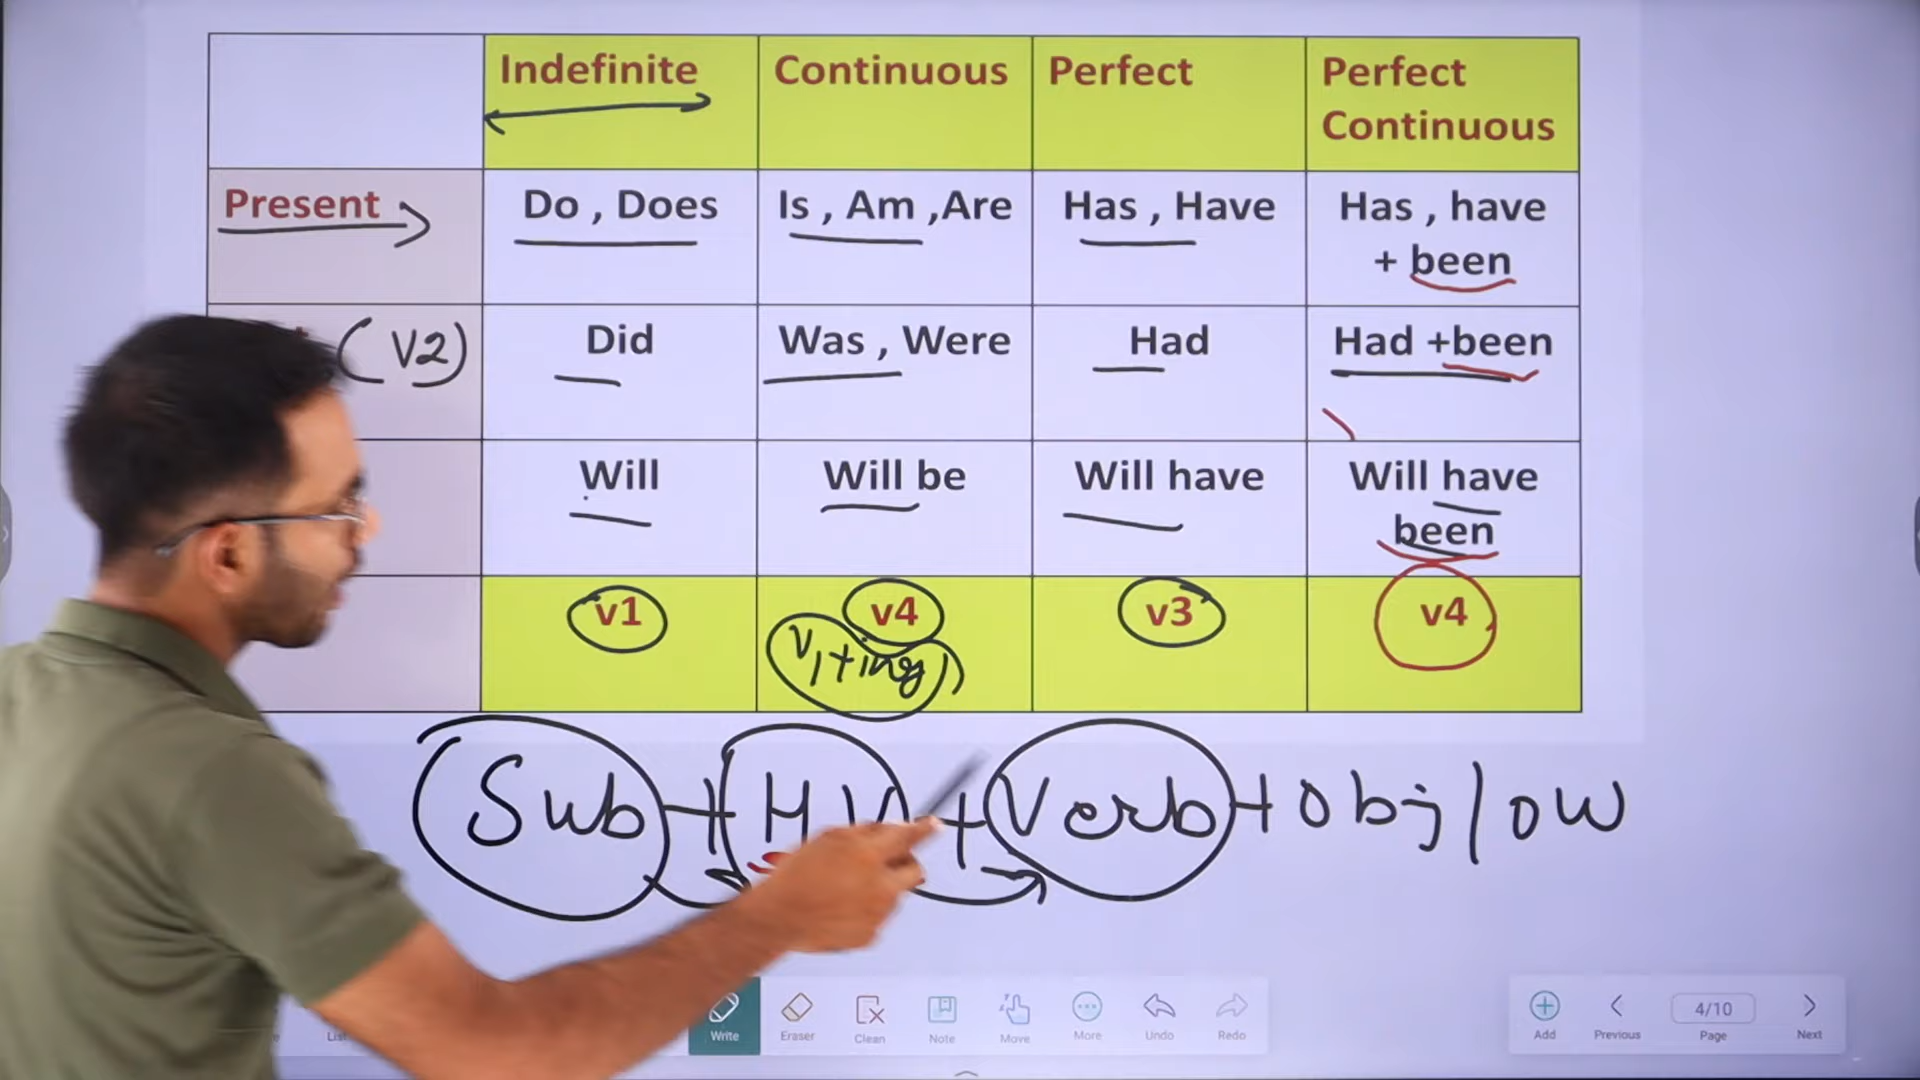 Indefinite Continuous Perfect Perfect Continuous
Present Do , Does Is , Am ,Are Has , Have Has , have + been
(V2) Did Was , Were Had Had +been
Will Will be Will have Will have been
v1 v4 v3 v4
V1+ing
Sub + HV + Verb + Obj / OW
Write Eraser Clean Note Move More Undo Redo
Add Previous 4/10 Page Next